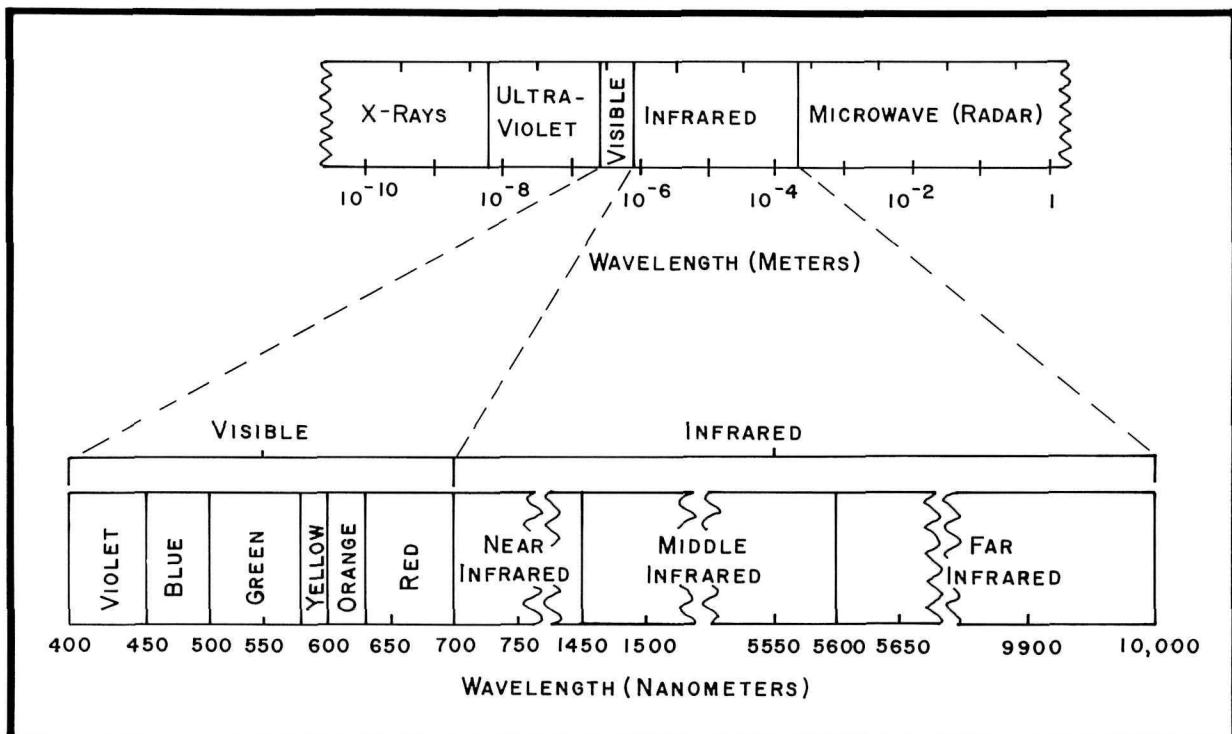 X-RAYS
ULTRA-
VIOLET
VISIBLE
INFRARED
MICROWAVE (RADAR)
10⁻¹⁰ 10⁻⁸ 10⁻⁶ 10⁻⁴ 10⁻² 1
WAVELENGTH (METERS)
VISIBLE
INFRARED
VIOLET
BLUE
GREEN
YELLOW
ORANGE
RED
NEAR
INFRARED
MIDDLE
INFRARED
FAR
INFRARED
400 450 500 550 600 650 700 750 1450 1500 5550 5600 5650 9900 10,000
WAVELENGTH (NANOMETERS)